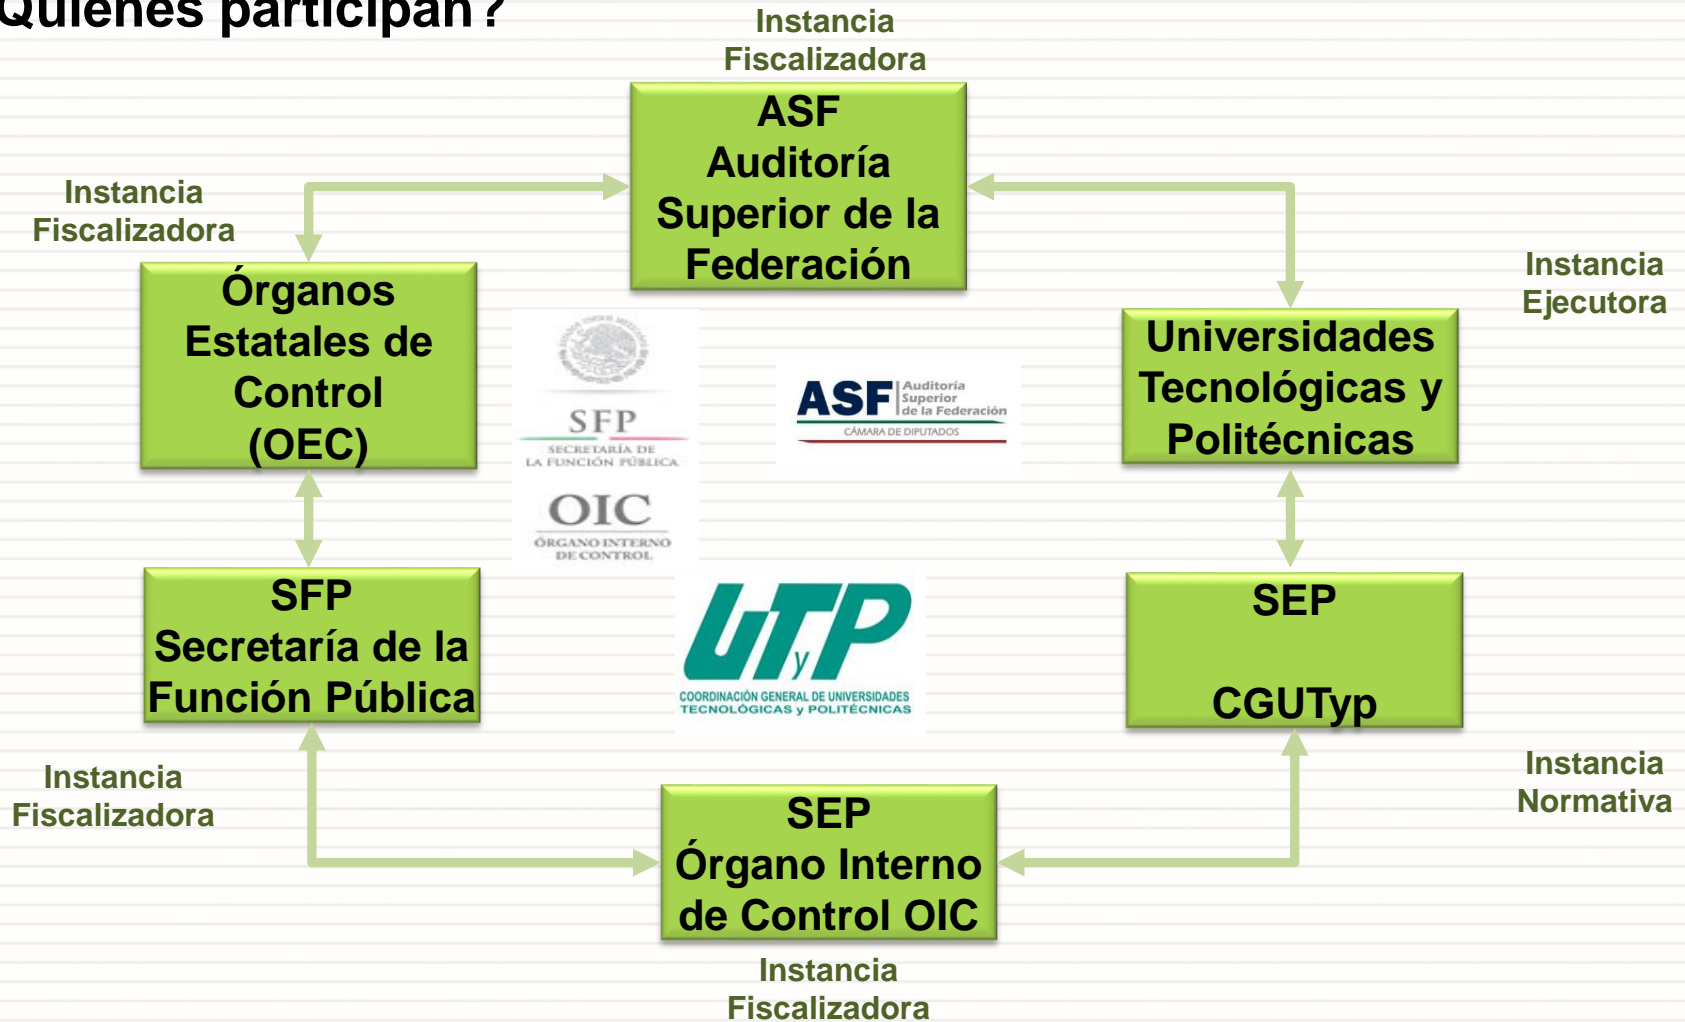 Quiénes participan?
Instancia
Fiscalizadora
ASF
Auditoría
Superior de la
Federación
Instancia
Fiscalizadora
Órganos
Estatales de
Control
(OEC)
Instancia
Ejecutora
Universidades
Tecnológicas y
Politécnicas
ESTADOS UNIDOS MEXICANOS
SFP
SECRETARÍA DE
LA FUNCIÓN PÚBLICA
OIC
ÓRGANO INTERNO
DE CONTROL
ASF
Auditoría
Superior
de la Federación
CÁMARA DE DIPUTADOS
SFP
Secretaría de la
Función Pública
UTyP
COORDINACIÓN GENERAL DE UNIVERSIDADES
TECNOLÓGICAS y POLITÉCNICAS
SEP
CGUTyp
Instancia
Fiscalizadora
Instancia
Normativa
SEP
Órgano Interno
de Control OIC
Instancia
Fiscalizadora